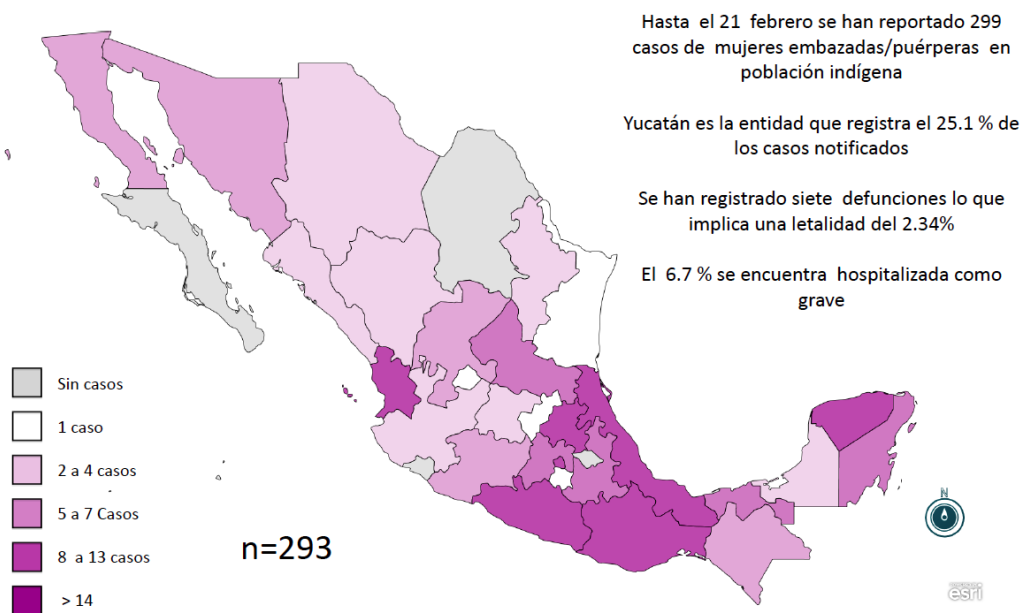 Hasta el 21 febrero se han reportado 299
casos de mujeres embazadas/puérperas en
población indígena
Yucatán es la entidad que registra el 25.1 % de
los casos notificados
Se han registrado siete defunciones lo que
implica una letalidad del 2.34%
El 6.7 % se encuentra hospitalizada como
grave
Sin casos
1 caso
2 a 4 casos
5 a 7 Casos
8 a 13 casos
> 14
n=293
N
esri